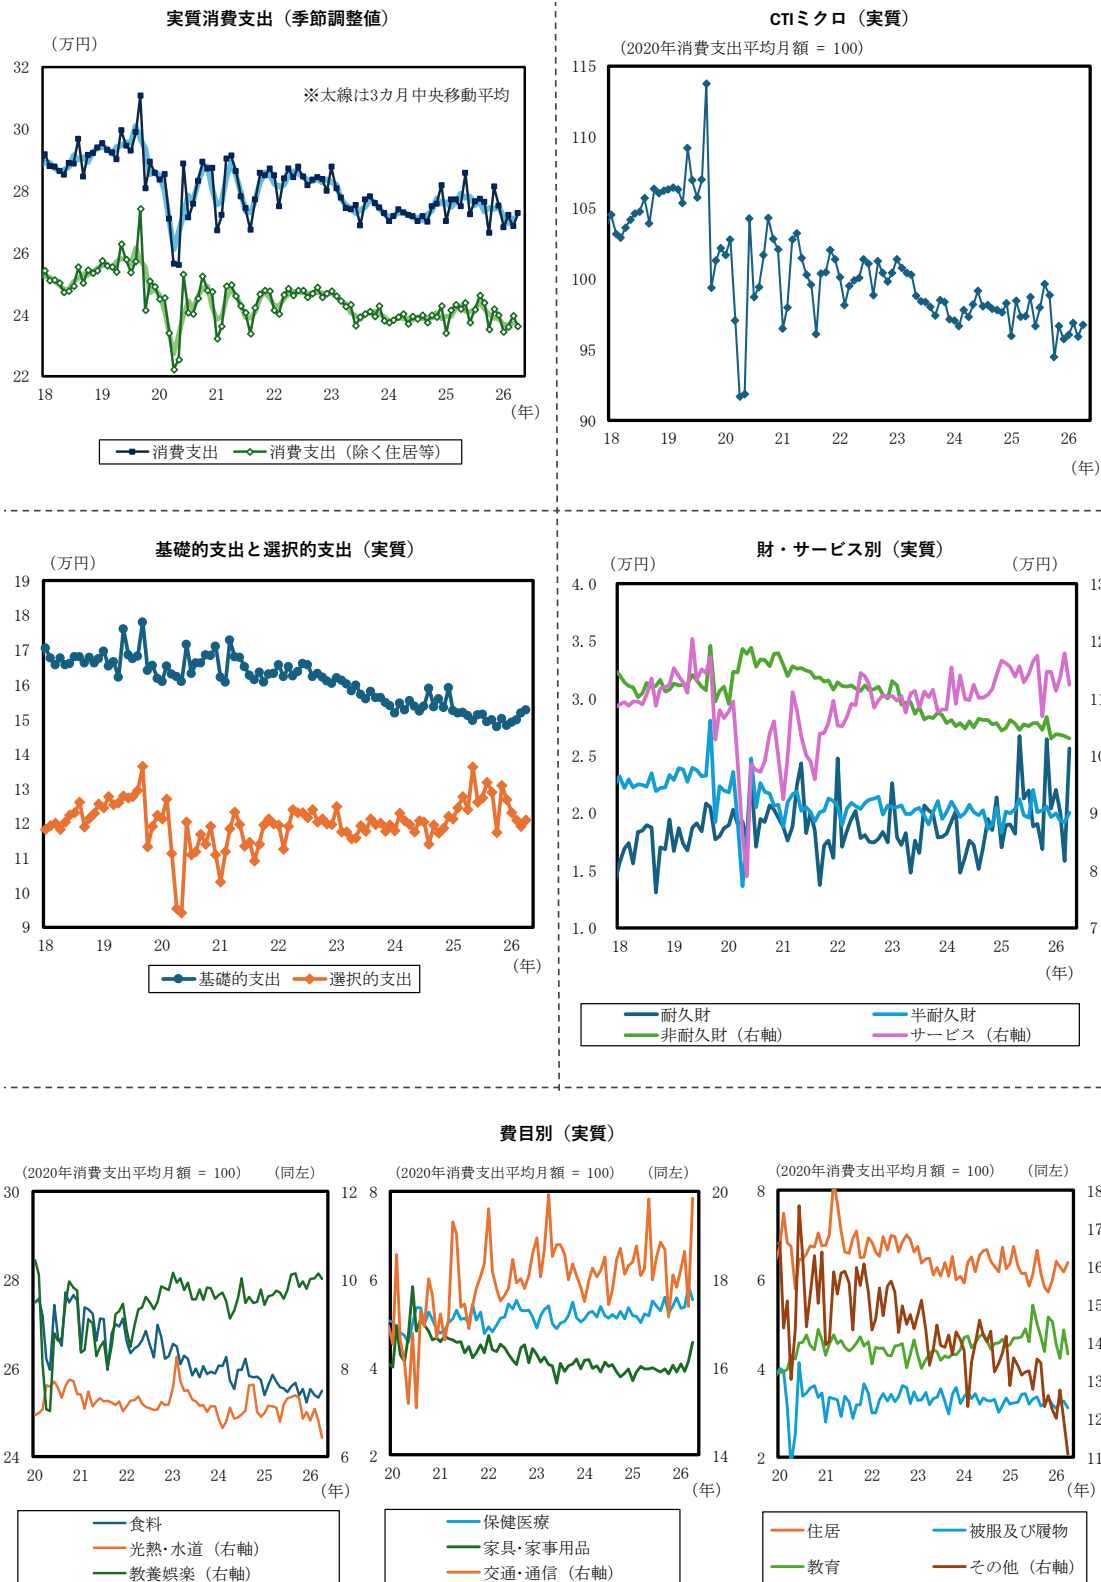 実質消費支出（季節調整値）
（万円）
※太線は3カ月中央移動平均
32
30
28
26
24
22
18 19 20 21 22 23 24 25 26
（年）
消費支出 消費支出（除く住居等）
CTIミクロ（実質）
（2020年消費支出平均月額 = 100）
115
110
105
100
95
90
18 19 20 21 22 23 24 25 26
（年）
基礎的支出と選択的支出（実質）
（万円）
19
18
17
16
15
14
13
12
11
10
9
18 19 20 21 22 23 24 25 26
（年）
基礎的支出 選択的支出
財・サービス別（実質）
（万円） （万円）
4.0 13
3.5 12
3.0 11
2.5 10
2.0 9
1.5 8
1.0 7
18 19 20 21 22 23 24 25 26
（年）
耐久財 半耐久財
非耐久財（右軸） サービス（右軸）
費目別（実質）
（2020年消費支出平均月額 = 100） （同左）
30 12
28 10
26 8
24 6
20 21 22 23 24 25 26
（年）
食料
光熱･水道（右軸）
教養娯楽（右軸）
（2020年消費支出平均月額 = 100） （同左）
8 20
6 18
4 16
2 14
20 21 22 23 24 25 26
（年）
保健医療
家具･家事用品
交通･通信（右軸）
（2020年消費支出平均月額 = 100） （同左）
8 18
17
6 16
15
14
4 13
12
2 11
20 21 22 23 24 25 26
（年）
住居 被服及び履物
教育 その他（右軸）